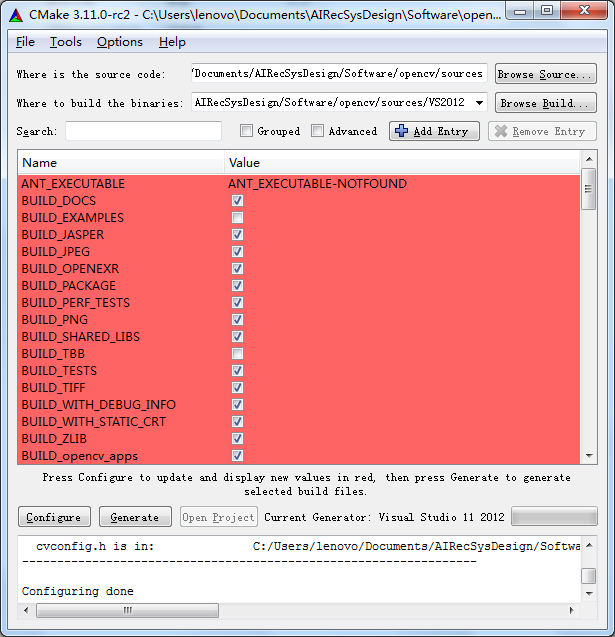 CMake 3.11.0-rc2 - C:\Users\lenovo\Documents\AIRecSysDesign\Software\open...
File Tools Options Help
Where is the source code: /Documents/AIRecSysDesign/Software/opencv/sources Browse Source...
Where to build the binaries: AIRecSysDesign/Software/opencv/sources/VS2012 Browse Build...
Search: Grouped Advanced Add Entry Remove Entry
Name Value
ANT_EXECUTABLE ANT_EXECUTABLE-NOTFOUND
BUILD_DOCS
BUILD_EXAMPLES
BUILD_JASPER
BUILD_JPEG
BUILD_OPENEXR
BUILD_PACKAGE
BUILD_PERF_TESTS
BUILD_PNG
BUILD_SHARED_LIBS
BUILD_TBB
BUILD_TESTS
BUILD_TIFF
BUILD_WITH_DEBUG_INFO
BUILD_WITH_STATIC_CRT
BUILD_ZLIB
BUILD_opencv_apps
Press Configure to update and display new values in red, then press Generate to generate
selected build files.
Configure Generate Open Project Current Generator: Visual Studio 11 2012
cvconfig.h is in: C:/Users/lenovo/Documents/AIRecSysDesign/Softwa
-----------------------------------------------------------------
Configuring done